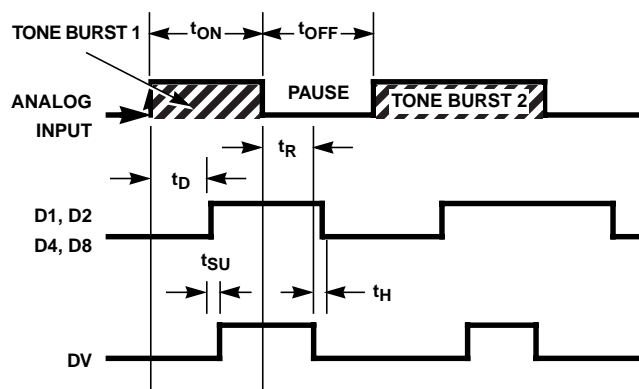 TONE BURST 1
tON
tOFF
ANALOG
INPUT
PAUSE
TONE BURST 2
tR
tD
D1, D2
D4, D8
tSU
tH
DV